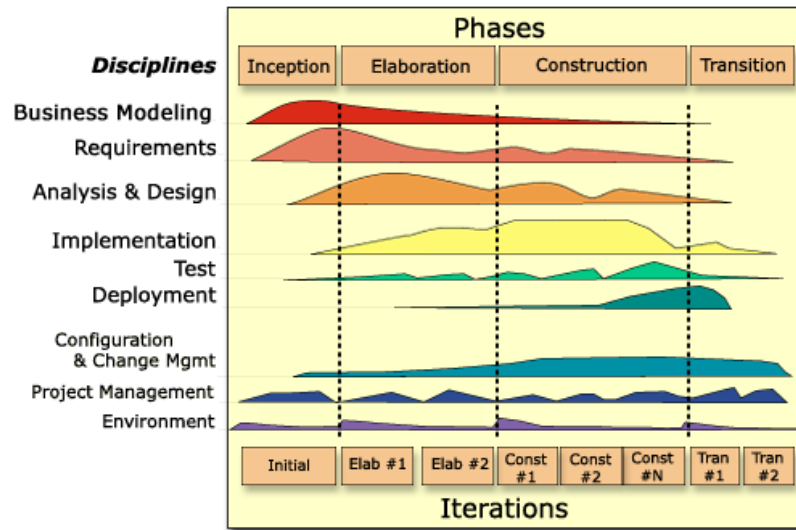 Phases
Disciplines
Inception
Elaboration
Construction
Transition
Business Modeling
Requirements
Analysis & Design
Implementation
Test
Deployment
Configuration
& Change Mgmt
Project Management
Environment
Initial
Elab #1
Elab #2
Const
#1
Const
#2
Const
#N
Tran
#1
Tran
#2
Iterations